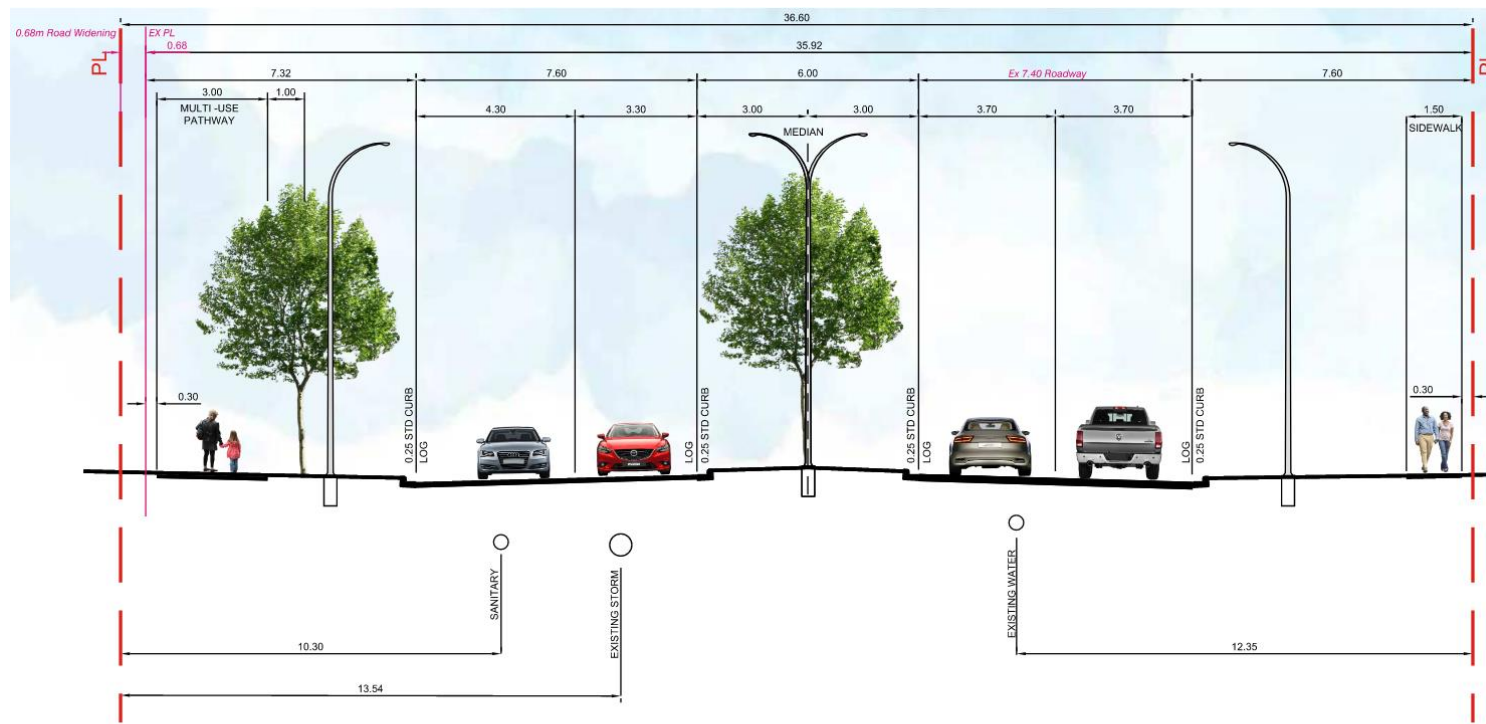 36.60
0.68m Road Widening
EX PL
PL
0.68
35.92
PL
7.32
7.60
6.00
Ex 7.40 Roadway
7.60
3.00
1.00
4.30
3.30
3.00
3.00
3.70
3.70
1.50
MULTI -USE
PATHWAY
MEDIAN
SIDEWALK
0.30
0.30
0.25 STD CURB
LOG
0.25 STD CURB
LOG
0.25 STD CURB
LOG
0.25 STD CURB
LOG
SANITARY
EXISTING STORM
EXISTING WATER
10.30
12.35
13.54